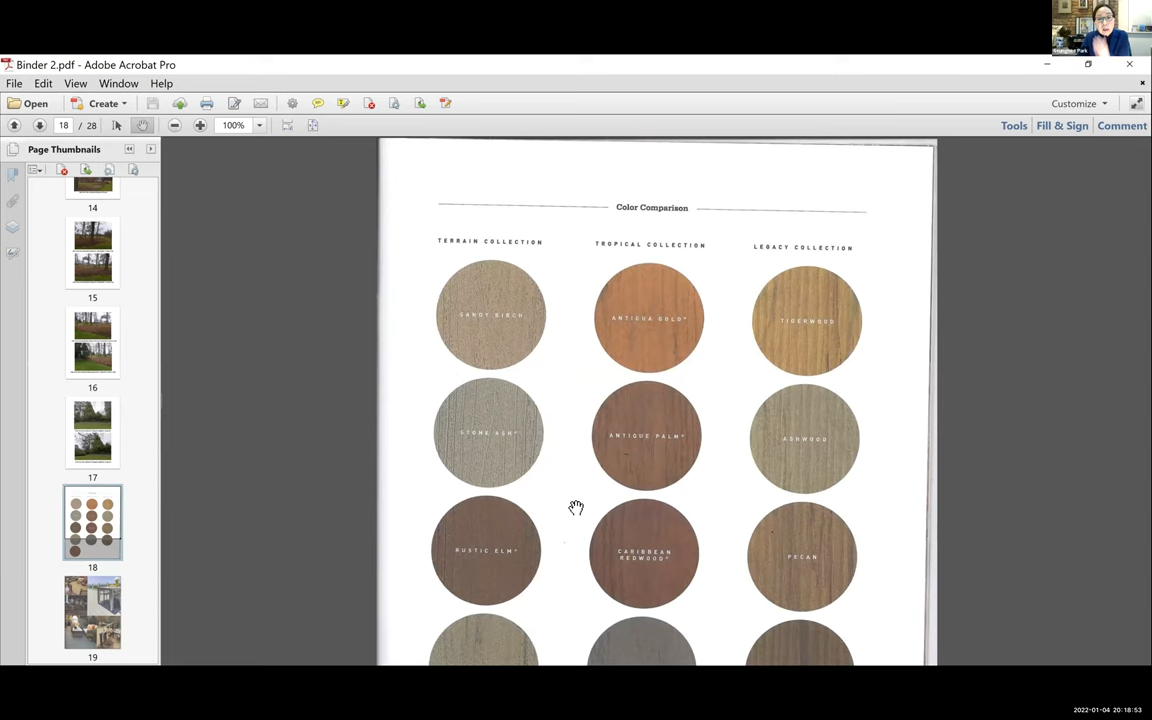 Seunghee Park
Binder 2.pdf - Adobe Acrobat Pro
File Edit View Window Help
Open Create Customize
18 / 28 100% Tools Fill & Sign Comment
Page Thumbnails
14
15
16
17
18
19
Color Comparison
TERRAIN COLLECTION TROPICAL COLLECTION LEGACY COLLECTION
SANDY BIRCH ANTIGUA GOLD® TIGERWOOD
STONE ASH® ANTIQUE PALM® ASHWOOD
RUSTIC ELM® CARIBBEAN REDWOOD® PECAN
2022-01-04 20:18:53